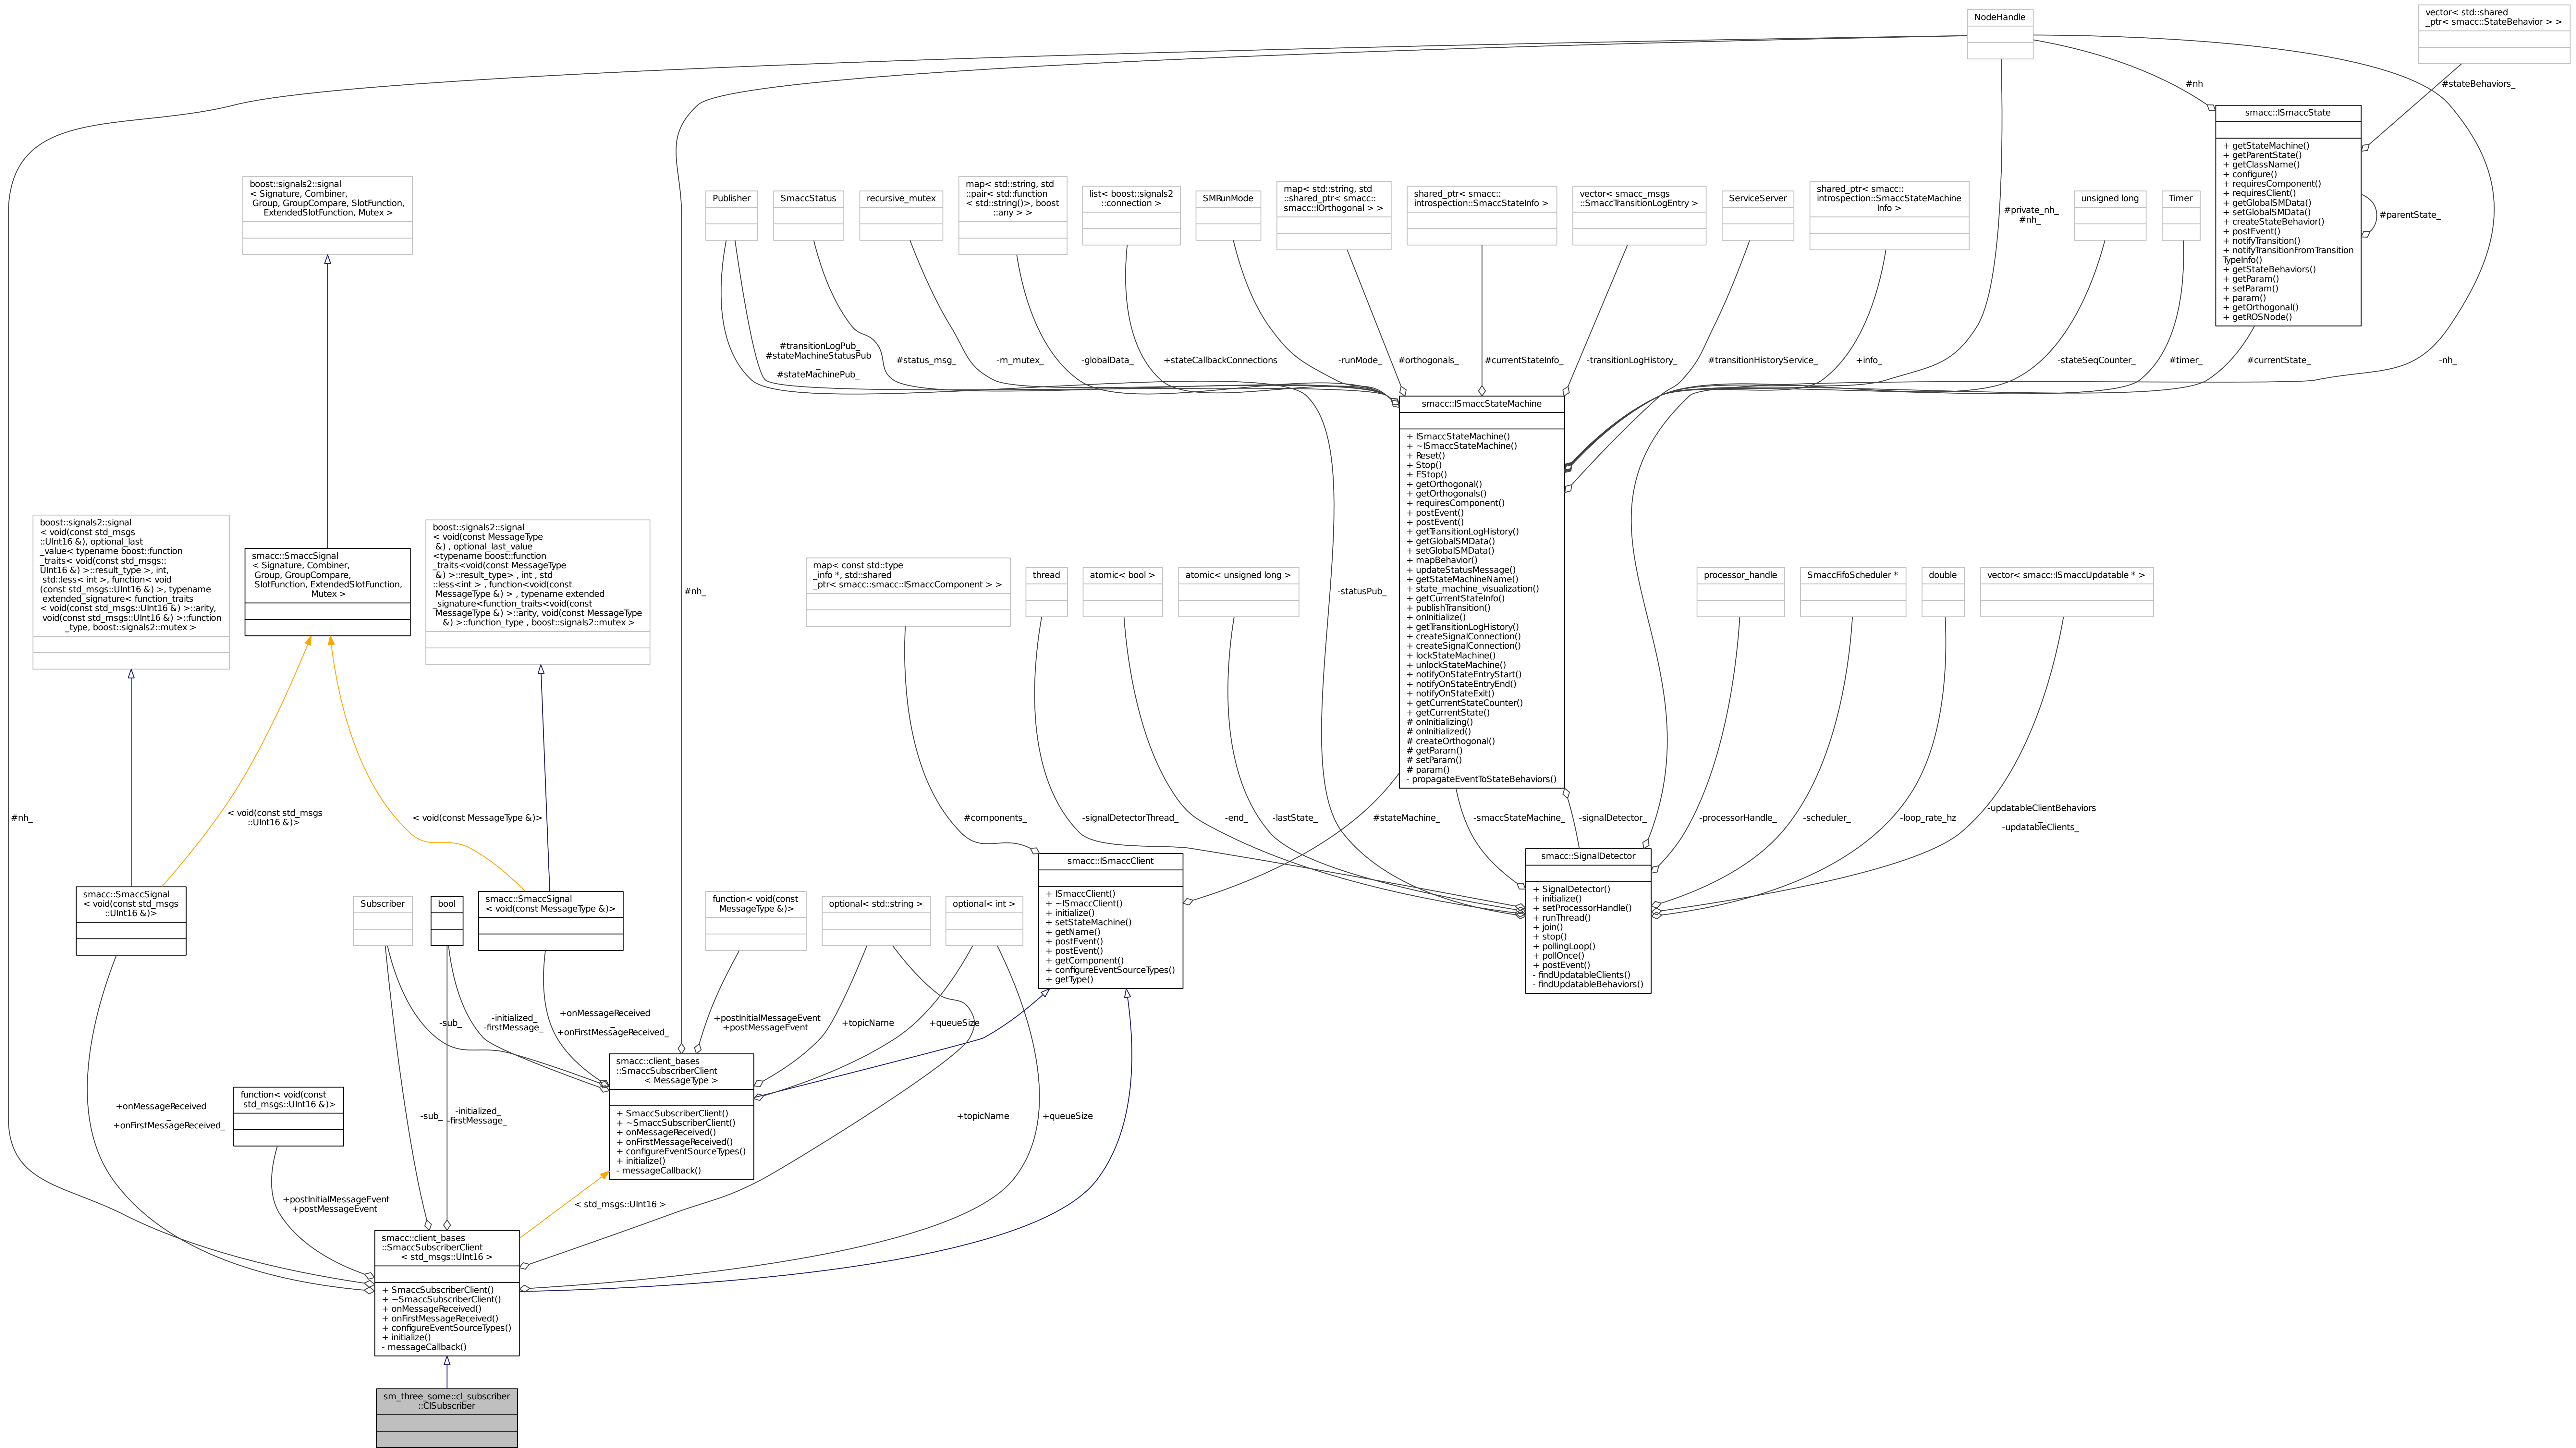 NodeHandle
vector< std::shared
_ptr< smacc::StateBehavior > >
#nh
#stateBehaviors_
smacc::ISmaccState
+ getStateMachine()
+ getParentState()
+ getClassName()
+ configure()
+ requiresComponent()
+ requiresClient()
+ getGlobalSMData()
+ setGlobalSMData()
+ createStateBehavior()
+ postEvent()
+ notifyTransition()
+ notifyTransitionFromTransition
TypeInfo()
+ getStateBehaviors()
+ getParam()
+ setParam()
+ param()
+ getOrthogonal()
+ getROSNode()
#parentState_
boost::signals2::signal
< Signature, Combiner,
Group, GroupCompare, SlotFunction,
ExtendedSlotFunction, Mutex >
Publisher
SmaccStatus
recursive_mutex
map< std::string, std
::pair< std::function
< std::string()>, boost
::any > >
list< boost::signals2
::connection >
SMRunMode
map< std::string, std
::shared_ptr< smacc::
smacc::IOrthogonal > >
shared_ptr< smacc::
introspection::SmaccStateInfo >
vector< smacc_msgs
::SmaccTransitionLogEntry >
ServiceServer
shared_ptr< smacc::
introspection::SmaccStateMachine
Info >
#private_nh_
#nh_
unsigned long
Timer
#transitionLogPub_
#stateMachineStatusPub
_
#stateMachinePub_
#status_msg_
-m_mutex_
-globalData_
+stateCallbackConnections
-runMode_
#orthogonals_
#currentStateInfo_
-transitionLogHistory_
#transitionHistoryService_
+info_
-stateSeqCounter_
#timer_
#currentState_
-nh_
smacc::ISmaccStateMachine
+ ISmaccStateMachine()
+ ~ISmaccStateMachine()
+ Reset()
+ Stop()
+ EStop()
+ getOrthogonal()
+ getOrthogonals()
+ requiresComponent()
+ postEvent()
+ postEvent()
+ getTransitionLogHistory()
+ getGlobalSMData()
+ setGlobalSMData()
+ mapBehavior()
+ updateStatusMessage()
+ getStateMachineName()
+ state_machine_visualization()
+ getCurrentStateInfo()
+ publishTransition()
+ onInitialize()
+ getTransitionLogHistory()
+ createSignalConnection()
+ createSignalConnection()
+ lockStateMachine()
+ unlockStateMachine()
+ notifyOnStateEntryStart()
+ notifyOnStateEntryEnd()
+ notifyOnStateExit()
+ getCurrentStateCounter()
+ getCurrentState()
# onInitializing()
# onInitialized()
# createOrthogonal()
# getParam()
# setParam()
# param()
- propagateEventToStateBehaviors()
boost::signals2::signal
< void(const std_msgs
::UInt16 &), optional_last
_value< typename boost::function
_traits< void(const std_msgs::
UInt16 &) >::result_type >, int,
std::less< int >, function< void
(const std_msgs::UInt16 &) >, typename
extended_signature< function_traits
< void(const std_msgs::UInt16 &) >::arity,
void(const std_msgs::UInt16 &) >::function
_type, boost::signals2::mutex >
smacc::SmaccSignal
< Signature, Combiner,
Group, GroupCompare,
SlotFunction, ExtendedSlotFunction,
Mutex >
boost::signals2::signal
< void(const MessageType
&) , optional_last_value
<typename boost::function
_traits<void(const MessageType
&) >::result_type> , int , std
::less<int > , function<void(const
MessageType &) > , typename extended
_signature<function_traits<void(const
MessageType &) >::arity, void(const MessageType
&) >::function_type , boost::signals2::mutex >
#nh_
map< const std::type
_info *, std::shared
_ptr< smacc::smacc::ISmaccComponent > >
thread
atomic< bool >
atomic< unsigned long >
-statusPub_
processor_handle
SmaccFifoScheduler *
double
vector< smacc::ISmaccUpdatable * >
#nh_
< void(const std_msgs
::UInt16 &)>
< void(const MessageType &)>
#components_
-signalDetectorThread_
-end_
-lastState_
#stateMachine_
-smaccStateMachine_
-signalDetector_
-processorHandle_
-scheduler_
-loop_rate_hz
-updatableClientBehaviors
_
-updatableClients_
smacc::ISmaccClient
+ ISmaccClient()
+ ~ISmaccClient()
+ initialize()
+ setStateMachine()
+ getName()
+ postEvent()
+ postEvent()
+ getComponent()
+ configureEventSourceTypes()
+ getType()
smacc::SignalDetector
+ SignalDetector()
+ initialize()
+ setProcessorHandle()
+ runThread()
+ join()
+ stop()
+ pollingLoop()
+ pollOnce()
+ postEvent()
- findUpdatableClients()
- findUpdatableBehaviors()
smacc::SmaccSignal
< void(const std_msgs
::UInt16 &)>
Subscriber
bool
smacc::SmaccSignal
< void(const MessageType &)>
function< void(const
MessageType &)>
optional< std::string >
optional< int >
-sub_
-initialized_
-firstMessage_
+onMessageReceived
_
+onFirstMessageReceived_
+postInitialMessageEvent
+postMessageEvent
+topicName
+queueSize
smacc::client_bases
::SmaccSubscriberClient
< MessageType >
+ SmaccSubscriberClient()
+ ~SmaccSubscriberClient()
+ onMessageReceived()
+ onFirstMessageReceived()
+ configureEventSourceTypes()
+ initialize()
- messageCallback()
function< void(const
std_msgs::UInt16 &)>
+onMessageReceived
_
+onFirstMessageReceived_
-sub_
-initialized_
-firstMessage_
+topicName
+queueSize
+postInitialMessageEvent
+postMessageEvent
< std_msgs::UInt16 >
smacc::client_bases
::SmaccSubscriberClient
< std_msgs::UInt16 >
+ SmaccSubscriberClient()
+ ~SmaccSubscriberClient()
+ onMessageReceived()
+ onFirstMessageReceived()
+ configureEventSourceTypes()
+ initialize()
- messageCallback()
sm_three_some::cl_subscriber
::ClSubscriber